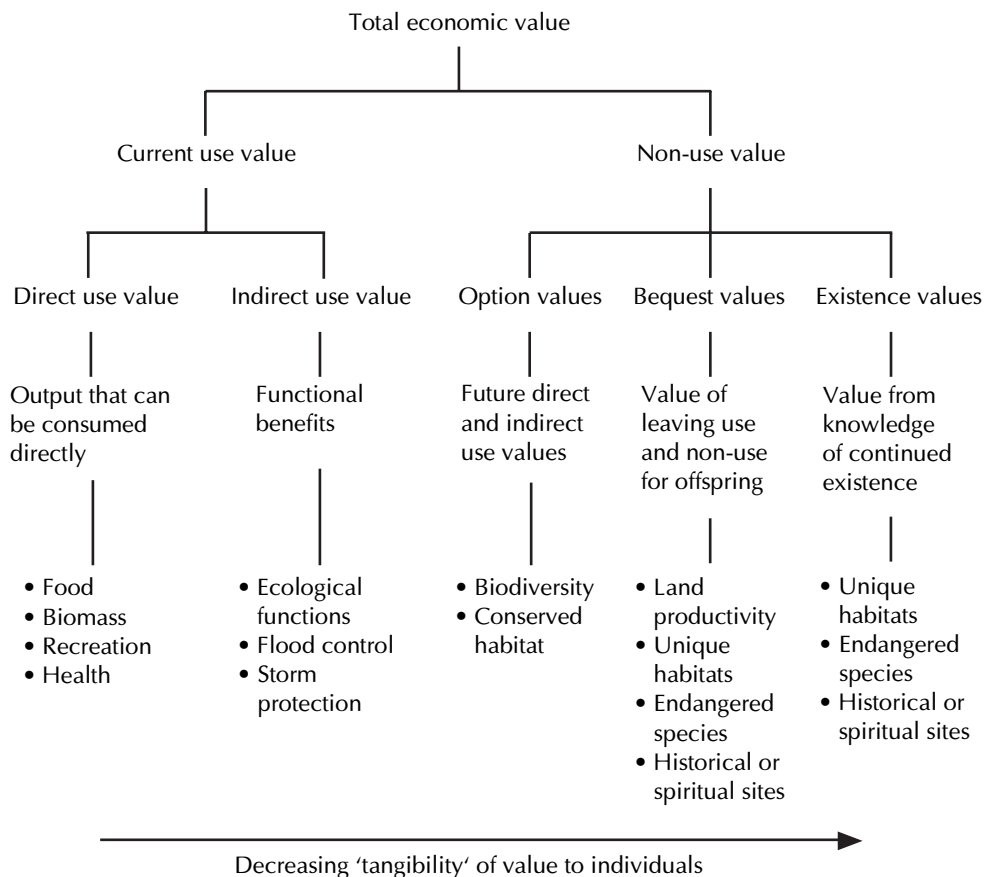 Total economic value
Current use value
Non-use value
Direct use value
Indirect use value
Option values
Bequest values
Existence values
Output that can
be consumed
directly
Functional
benefits
Future direct
and indirect
use values
Value of
leaving use
and non-use
for offspring
Value from
knowledge
of continued
existence
• Food
• Biomass
• Recreation
• Health
• Ecological
functions
• Flood control
• Storm
protection
• Biodiversity
• Conserved
habitat
• Land
productivity
• Unique
habitats
• Endangered
species
• Historical or
spiritual sites
• Unique
habitats
• Endangered
species
• Historical or
spiritual sites
Decreasing ‘tangibility‘ of value to individuals